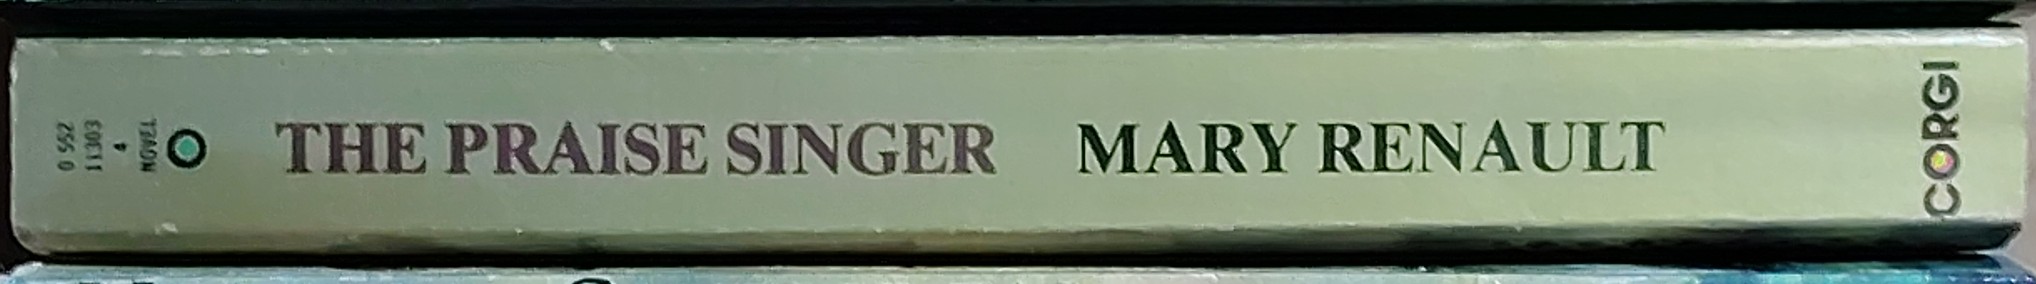 0 552
11303
4
NOVEL
THE PRAISE SINGER
MARY RENAULT
CORGI